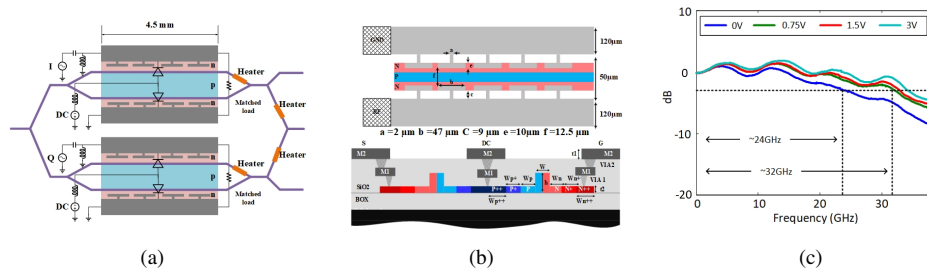 4.5 mm
I
n
p
n
Heater
Heater
Matched
load
DC
Heater
Q
n
p
n
Heater
Matched
load
DC
(a)
GND
120μm
a
N
e
P
f
b
50μm
N
c
120μm
a =2 μm b =47 μm C =9 μm e =10μm f =12.5 μm
S
DC
G
M2
M2
M2
t1
VIA2
M1
M1
M1
W
Wp+ Wp
Wn Wn+
VIA 1
SiO2
P++ P+ P
h
N N+ N++
t2
BOX
Wp++
Wn++
(b)
10
0V 0.75V 1.5V 3V
0
dB
-10
~24GHz
~32GHz
-20
0 10 20 30
Frequency (GHz)
(c)